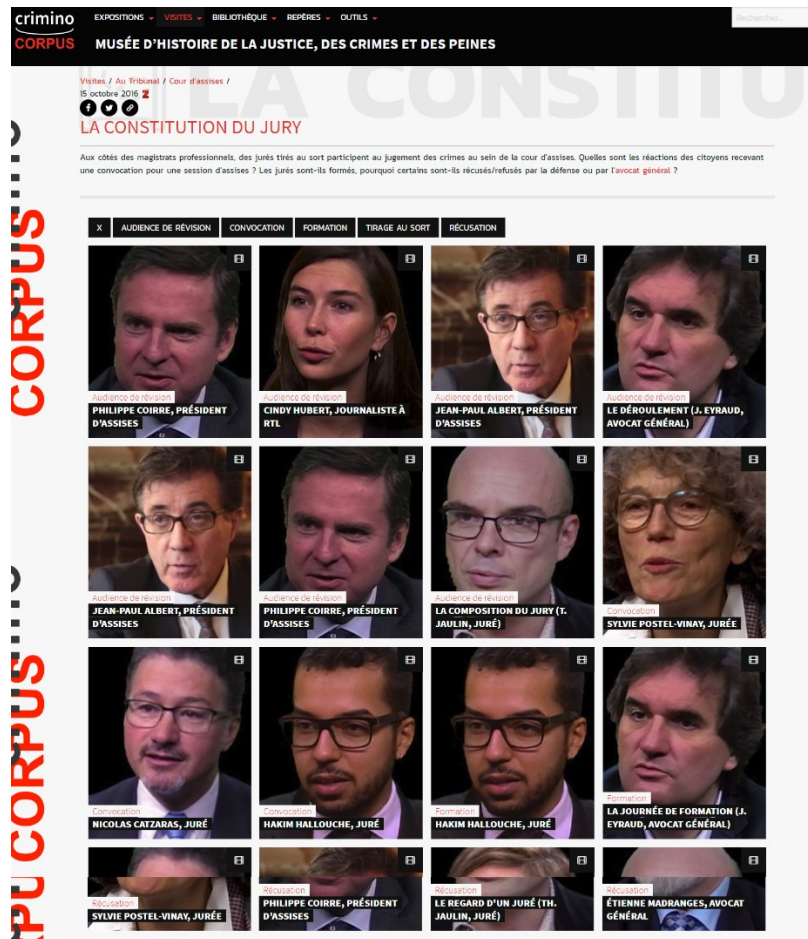 crimino
CORPUS
EXPOSITIONS VISITES BIBLIOTHÈQUE REPÈRES OUTILS
Rechercher...
MUSÉE D'HISTOIRE DE LA JUSTICE, DES CRIMES ET DES PEINES
LA CONSTITU
Visites / Au Tribunal / Cour d'assises /
15 octobre 2016
LA CONSTITUTION DU JURY
Aux côtés des magistrats professionnels, des jurés tirés au sort participent au jugement des crimes au sein de la cour d'assises. Quelles sont les réactions des citoyens recevant
une convocation pour une session d'assises ? Les jurés sont-ils formés, pourquoi certains sont-ils récusés/refusés par la défense ou par l'avocat général ?
X AUDIENCE DE RÉVISION CONVOCATION FORMATION TIRAGE AU SORT RÉCUSATION
Audience de révision
PHILIPPE COIRRE, PRÉSIDENT
D'ASSISES
Audience de révision
CINDY HUBERT, JOURNALISTE À
RTL
Audience de révision
JEAN-PAUL ALBERT, PRÉSIDENT
D'ASSISES
Audience de révision
LE DÉROULEMENT (J. EYRAUD,
AVOCAT GÉNÉRAL)
Audience de révision
JEAN-PAUL ALBERT, PRÉSIDENT
D'ASSISES
Audience de révision
PHILIPPE COIRRE, PRÉSIDENT
D'ASSISES
Audience de révision
LA COMPOSITION DU JURY (T.
JAULIN, JURÉ)
Convocation
SYLVIE POSTEL-VINAY, JURÉE
Convocation
NICOLAS CATZARAS, JURÉ
Convocation
HAKIM HALLOUCHE, JURÉ
Formation
HAKIM HALLOUCHE, JURÉ
Formation
LA JOURNÉE DE FORMATION (J.
EYRAUD, AVOCAT GÉNÉRAL)
Récusation
SYLVIE POSTEL-VINAY, JURÉE
Récusation
PHILIPPE COIRRE, PRÉSIDENT
D'ASSISES
Récusation
LE REGARD D'UN JURÉ (TH.
JAULIN, JURÉ)
Récusation
ÉTIENNE MADRANGES, AVOCAT
GÉNÉRAL
CORPUS
CORPUS